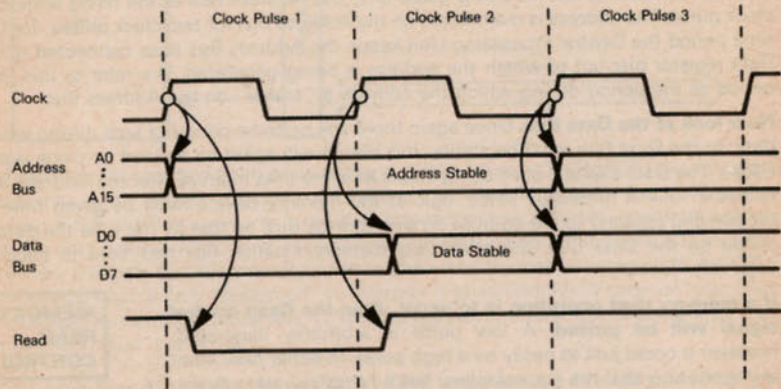 Clock Pulse 1 Clock Pulse 2 Clock Pulse 3
Clock
Address
Bus
A0
A15
Address Stable
Data
Bus
D0
D7
Data Stable
Read